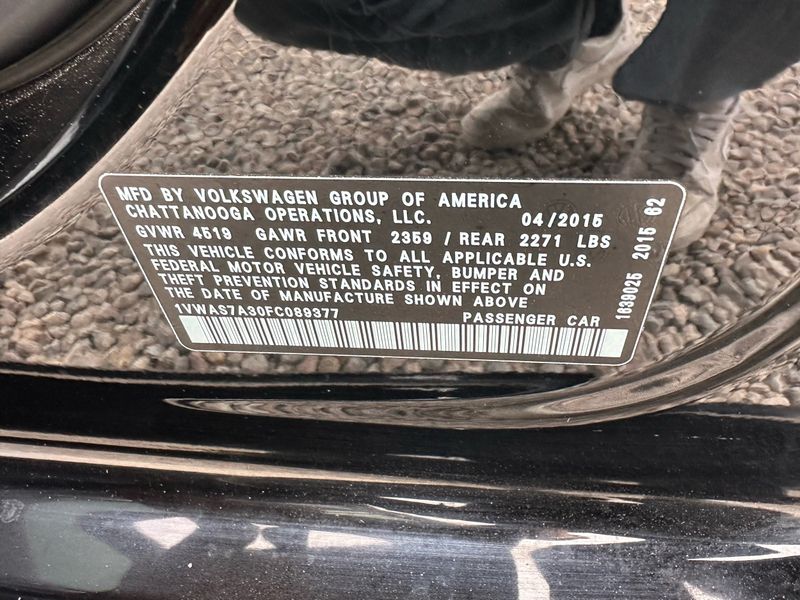 MFD BY VOLKSWAGEN GROUP OF AMERICA
CHATTANOOGA OPERATIONS, LLC. 04/2015
GVWR 4519 GAWR FRONT 2359 / REAR 2271 LBS
THIS VEHICLE CONFORMS TO ALL APPLICABLE U.S.
FEDERAL MOTOR VEHICLE SAFETY, BUMPER AND
THEFT PREVENTION STANDARDS IN EFFECT ON
THE DATE OF MANUFACTURE SHOWN ABOVE
1VWAS7A30FC089377 PASSENGER CAR
1639025 2015 62